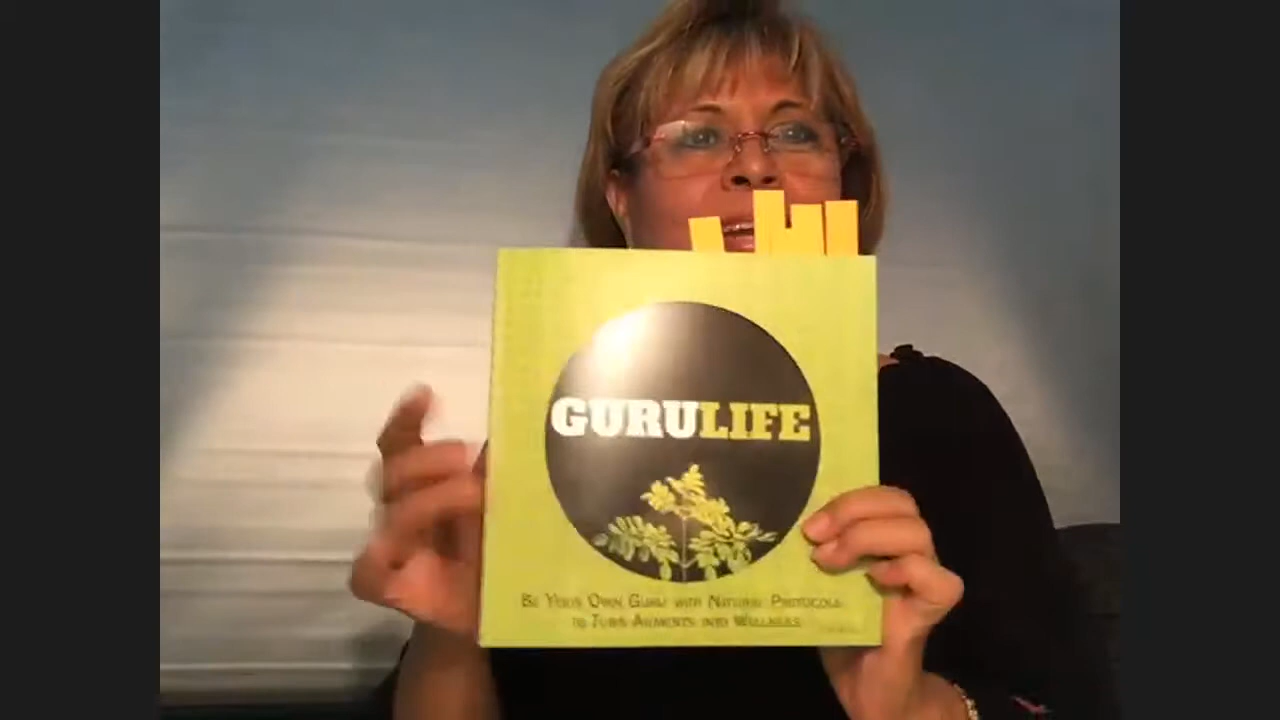 GURULIFE
BE YOUR OWN GURU WITH NATURAL PROTOCOLS
TO TURN AILMENTS INTO WELLNESS